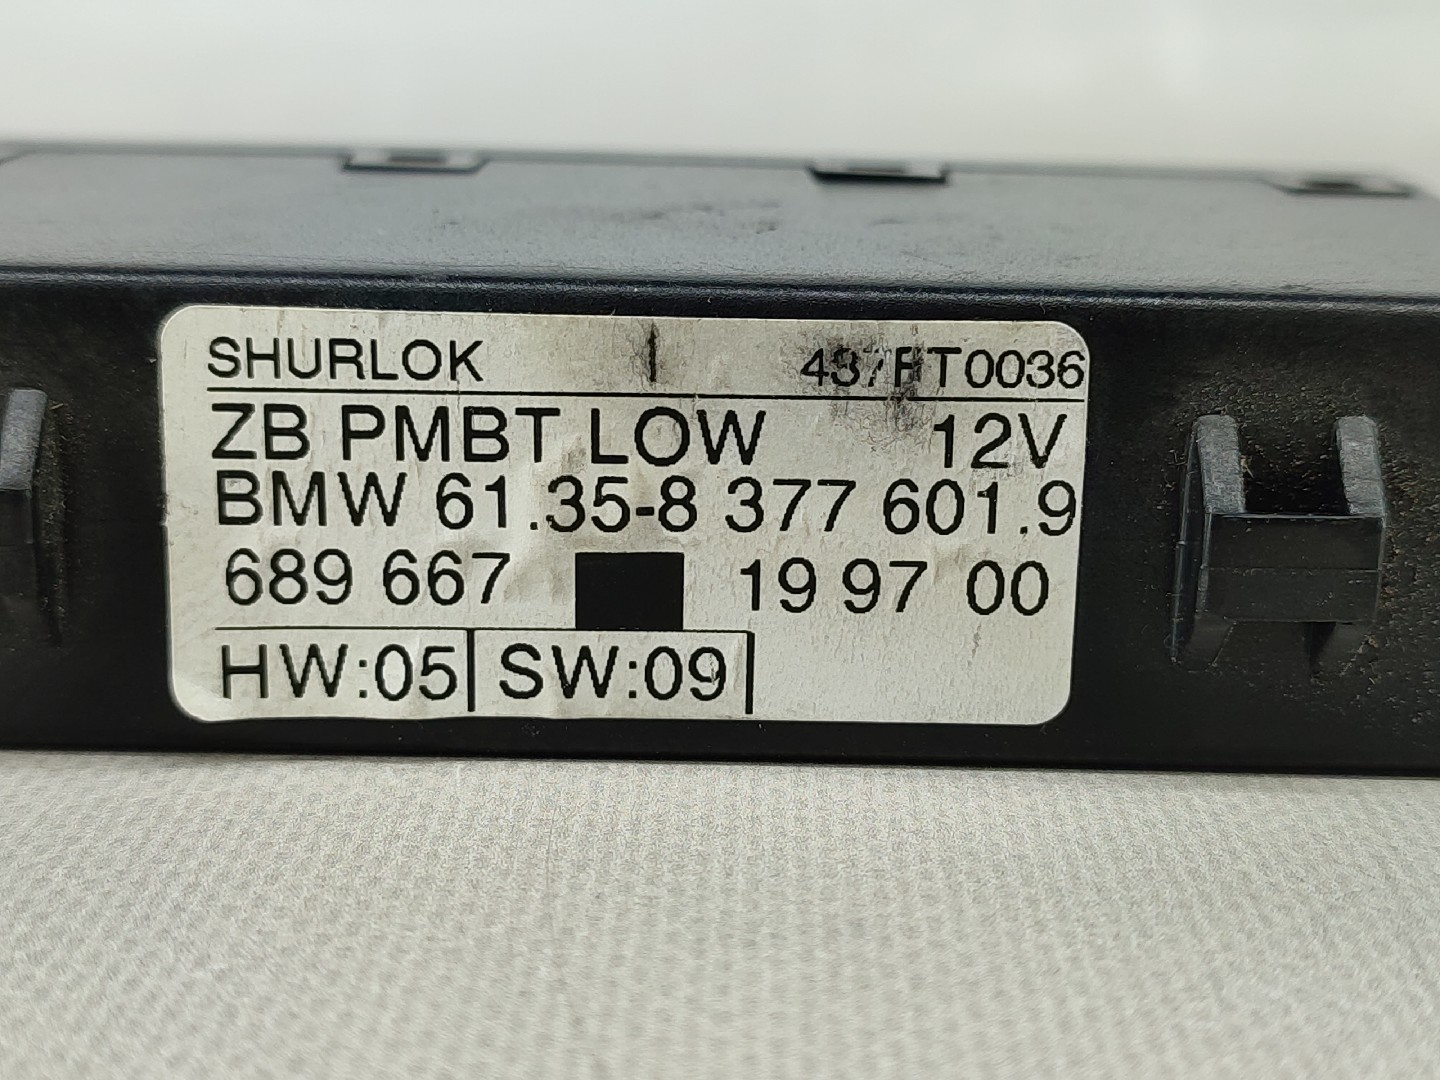 SHURLOK
ZB PMBT LOW 12V
BMW 61.35-8 377 601.9
689 667 19 97 00
HW:05 SW:09